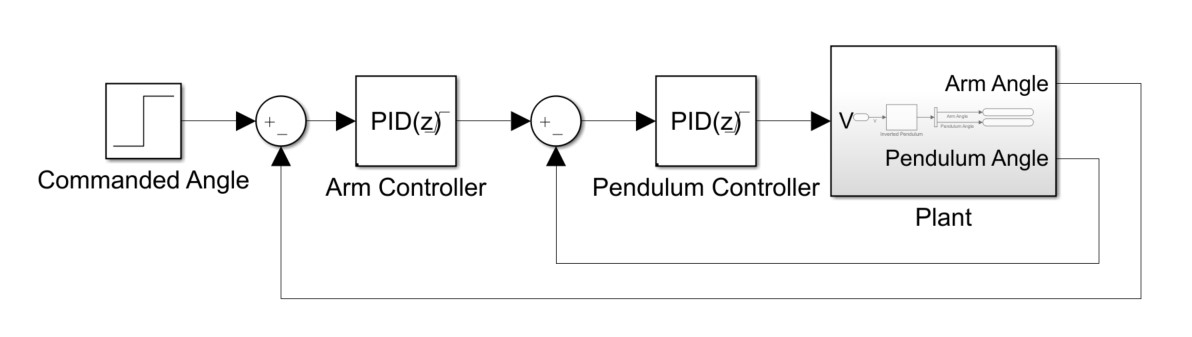 Arm Angle
+
_
PID(z)
+
_
PID(z)
V
V
Arm Angle
Pendulum Angle
Inverted Pendulum
Pendulum Angle
Commanded Angle
Arm Controller
Pendulum Controller
Plant